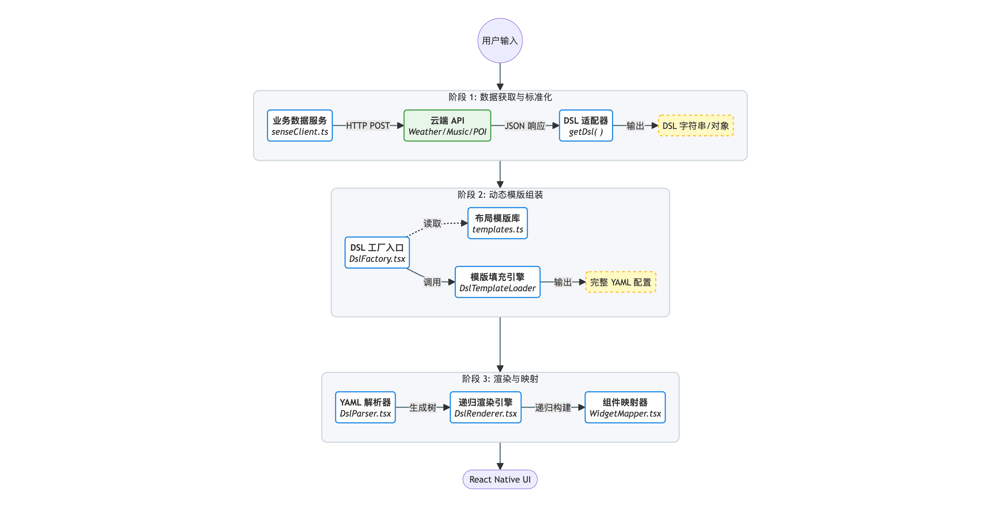 用户输入
阶段 1: 数据获取与标准化
业务数据服务
senseClient.ts
HTTP POST
云端 API
Weather/Music/POI
JSON 响应
DSL 适配器
getDsl( )
输出
DSL 字符串/对象
阶段 2: 动态模版组装
读取
布局模版库
templates.ts
DSL 工厂入口
DslFactory.tsx
调用
模版填充引擎
DslTemplateLoader
输出
完整 YAML 配置
阶段 3: 渲染与映射
YAML 解析器
DslParser.tsx
生成树
递归渲染引擎
DslRenderer.tsx
递归构建
组件映射器
WidgetMapper.tsx
React Native UI